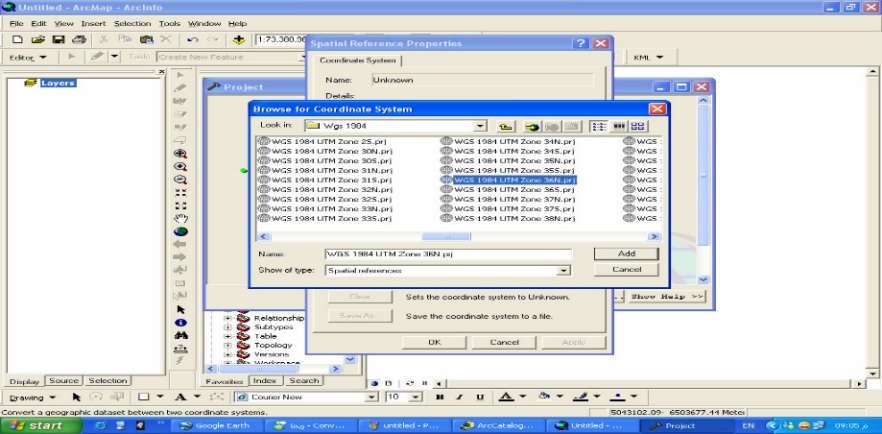 Untitled - ArcMap - ArcInfo
File Edit View Insert Selection Tools Window Help
1:73.300.96
Editor Task: Create New Feature
KML
Layers
Project
Spatial Reference Properties
Coordinate System
Name: Unknown
Details:
Browse for Coordinate System
Look in: Wgs 1984
WGS 1984 UTM Zone 2S.prj
WGS 1984 UTM Zone 30N.prj
WGS 1984 UTM Zone 30S.prj
WGS 1984 UTM Zone 31N.prj
WGS 1984 UTM Zone 31S.prj
WGS 1984 UTM Zone 32N.prj
WGS 1984 UTM Zone 32S.prj
WGS 1984 UTM Zone 33N.prj
WGS 1984 UTM Zone 33S.prj
WGS 1984 UTM Zone 34N.prj
WGS 1984 UTM Zone 34S.prj
WGS 1984 UTM Zone 35N.prj
WGS 1984 UTM Zone 35S.prj
WGS 1984 UTM Zone 36N.prj
WGS 1984 UTM Zone 36S.prj
WGS 1984 UTM Zone 37N.prj
WGS 1984 UTM Zone 37S.prj
WGS 1984 UTM Zone 38N.prj
WGS
WGS
WGS
WGS
WGS
WGS
WGS
WGS
WGS
Name: WGS 1984 UTM Zone 36N.prj
Add
Show of type: Spatial references
Cancel
Clear Sets the coordinate system to Unknown.
Save As Save the coordinate system to a file.
OK Cancel Apply
Show Help >>
Relationship
Subtypes
Table
Topology
Versions
Workspace
Favorites Index Search
Display Source Selection
Drawing A Courier New 10 B I U A
Convert a geographic dataset between two coordinate systems.
5043102.09- 6503677.44 Meter
start
Google Earth
- Conv...
untitled - P...
ArcCatalog...
Untitled - ...
Project
EN
09:05 م